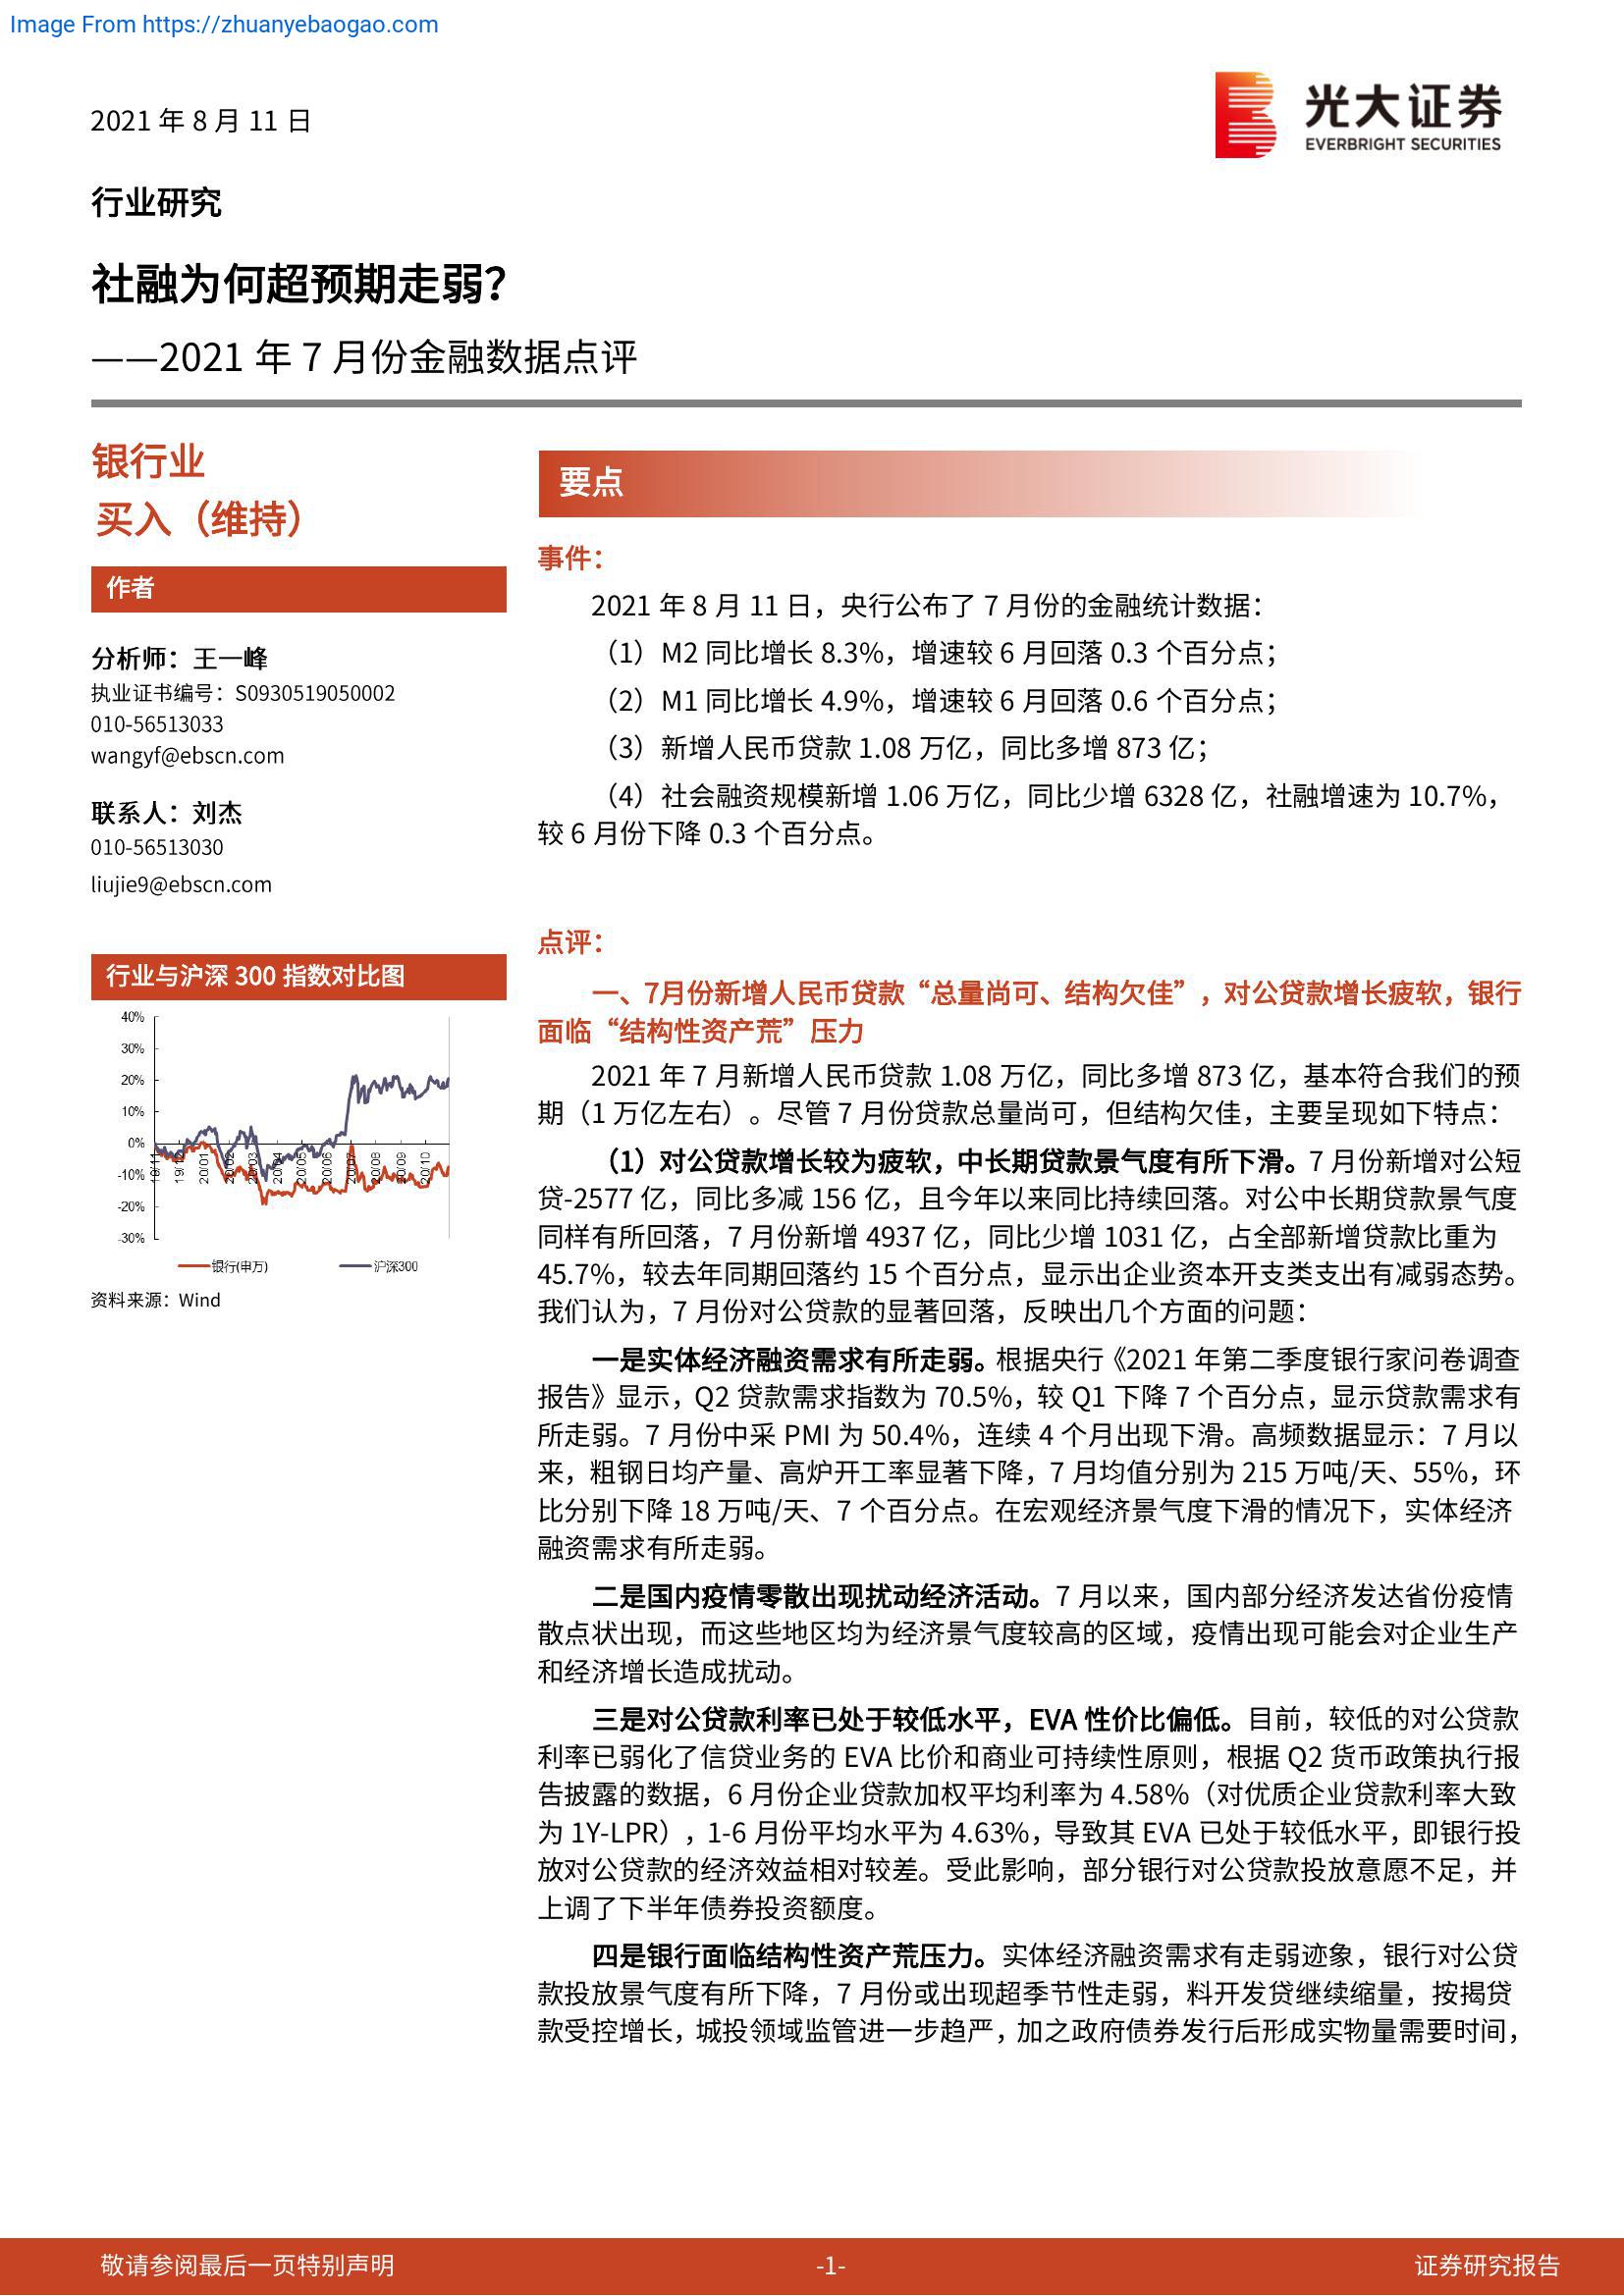 Image From https://zhuanyebaogao.com
2021 年 8 月 11 日
光大证券
EVERBRIGHT SECURITIES
行业研究
社融为何超预期走弱？
——2021 年 7 月份金融数据点评
银行业
买入（维持）
作者
分析师：王一峰
执业证书编号：S0930519050002
010-56513033
wangyf@ebscn.com
联系人：刘杰
010-56513030
liujie9@ebscn.com
行业与沪深 300 指数对比图
40%
30%
20%
10%
0%
-10%
-20%
-30%
19/12 20/01 20/02 20/03 20/04 20/05 20/06 20/07 20/08 20/09 20/10
银行(申万) 沪深300
资料来源：Wind
要点
事件：
2021 年 8 月 11 日，央行公布了 7 月份的金融统计数据：
（1）M2 同比增长 8.3%，增速较 6 月回落 0.3 个百分点；
（2）M1 同比增长 4.9%，增速较 6 月回落 0.6 个百分点；
（3）新增人民币贷款 1.08 万亿，同比多增 873 亿；
（4）社会融资规模新增 1.06 万亿，同比少增 6328 亿，社融增速为 10.7%，
较 6 月份下降 0.3 个百分点。
点评：
一、7月份新增人民币贷款“总量尚可、结构欠佳”，对公贷款增长疲软，银行
面临“结构性资产荒”压力
2021 年 7 月新增人民币贷款 1.08 万亿，同比多增 873 亿，基本符合我们的预
期（1 万亿左右）。尽管 7 月份贷款总量尚可，但结构欠佳，主要呈现如下特点：
（1）对公贷款增长较为疲软，中长期贷款景气度有所下滑。7 月份新增对公短
贷-2577 亿，同比多减 156 亿，且今年以来同比持续回落。对公中长期贷款景气度
同样有所回落，7 月份新增 4937 亿，同比少增 1031 亿，占全部新增贷款比重为
45.7%，较去年同期回落约 15 个百分点，显示出企业资本开支类支出有减弱态势。
我们认为，7 月份对公贷款的显著回落，反映出几个方面的问题：
一是实体经济融资需求有所走弱。根据央行《2021 年第二季度银行家问卷调查
报告》显示，Q2 贷款需求指数为 70.5%，较 Q1 下降 7 个百分点，显示贷款需求有
所走弱。7 月份中采 PMI 为 50.4%，连续 4 个月出现下滑。高频数据显示：7 月以
来，粗钢日均产量、高炉开工率显著下降，7 月均值分别为 215 万吨/天、55%，环
比分别下降 18 万吨/天、7 个百分点。在宏观经济景气度下滑的情况下，实体经济
融资需求有所走弱。
二是国内疫情零散出现扰动经济活动。7 月以来，国内部分经济发达省份疫情
散点状出现，而这些地区均为经济景气度较高的区域，疫情出现可能会对企业生产
和经济增长造成扰动。
三是对公贷款利率已处于较低水平，EVA 性价比偏低。目前，较低的对公贷款
利率已弱化了信贷业务的 EVA 比价和商业可持续性原则，根据 Q2 货币政策执行报
告披露的数据，6 月份企业贷款加权平均利率为 4.58%（对优质企业贷款利率大致
为 1Y-LPR），1-6 月份平均水平为 4.63%，导致其 EVA 已处于较低水平，即银行投
放对公贷款的经济效益相对较差。受此影响，部分银行对公贷款投放意愿不足，并
上调了下半年债券投资额度。
四是银行面临结构性资产荒压力。实体经济融资需求有走弱迹象，银行对公贷
款投放景气度有所下降，7 月份或出现超季节性走弱，料开发贷继续缩量，按揭贷
款受控增长，城投领域监管进一步趋严，加之政府债券发行后形成实物量需要时间，
敬请参阅最后一页特别声明
-1-
证券研究报告